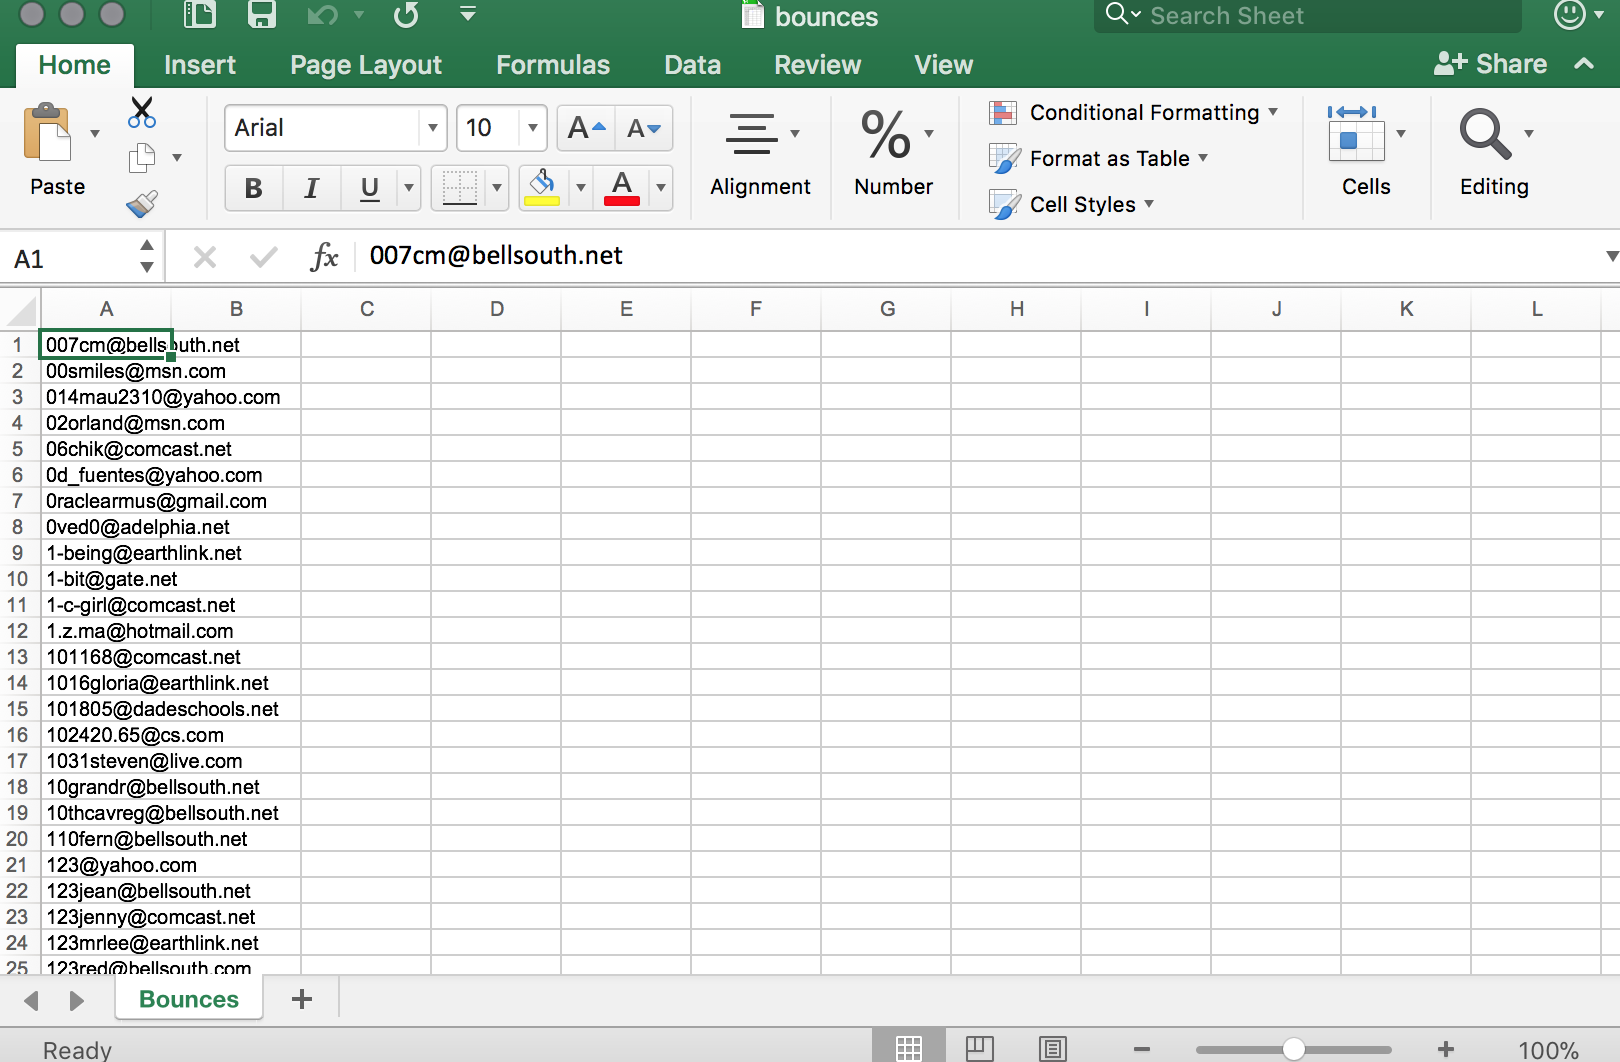 bounces
Search Sheet
Home Insert Page Layout Formulas Data Review View Share
Paste
Arial 10 A A
B I U A
Alignment
% Number
Conditional Formatting
Format as Table
Cell Styles
Cells
Editing
A1 fx 007cm@bellsouth.net
A B C D E F G H I J K L
1 007cm@bellsouth.net
2 00smiles@msn.com
3 014mau2310@yahoo.com
4 02orland@msn.com
5 06chik@comcast.net
6 0d_fuentes@yahoo.com
7 0raclearmus@gmail.com
8 0ved0@adelphia.net
9 1-being@earthlink.net
10 1-bit@gate.net
11 1-c-girl@comcast.net
12 1.z.ma@hotmail.com
13 101168@comcast.net
14 1016gloria@earthlink.net
15 101805@dadeschools.net
16 102420.65@cs.com
17 1031steven@live.com
18 10grandr@bellsouth.net
19 10thcavreg@bellsouth.net
20 110fern@bellsouth.net
21 123@yahoo.com
22 123jean@bellsouth.net
23 123jenny@comcast.net
24 123mrlee@earthlink.net
25 123red@bellsouth.com
Bounces
Ready 100%